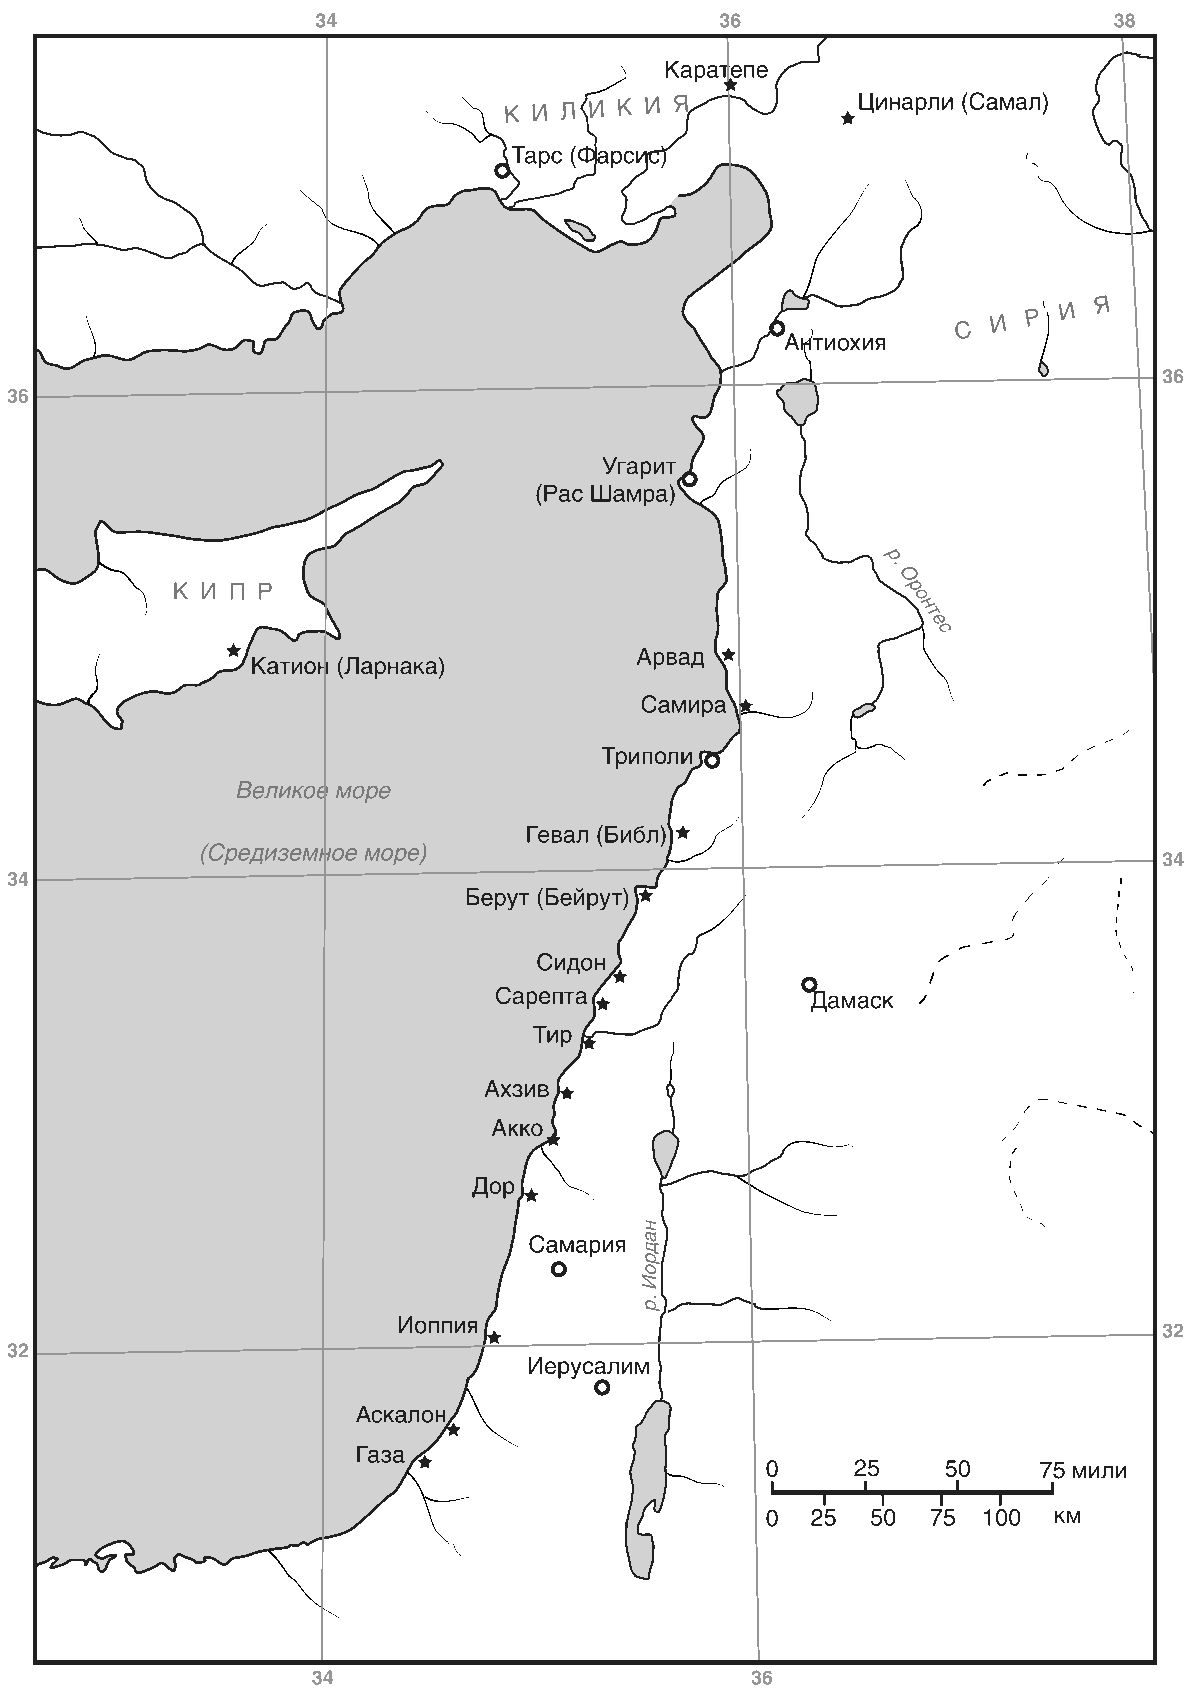 34 36 38
Каратепе
КИЛИКИЯ
Цинарли (Самал)
Тарс (Фарсис)
СИРИЯ
Антиохия
36 36
Угарит
(Рас Шамра)
р. Оронтес
КИПР
Арвад
Катион (Ларнака)
Самира
Триполи
Великое море
Гевал (Библ)
(Средиземное море)
34 34
Берут (Бейрут)
Сидон
Сарепта
Дамаск
Тир
Ахзив
Акко
Дор
Самария
р. Иордан
Иоппия
32 32
Иерусалим
Аскалон
Газа
0 25 50 75 мили
0 25 50 75 100 км
34 36